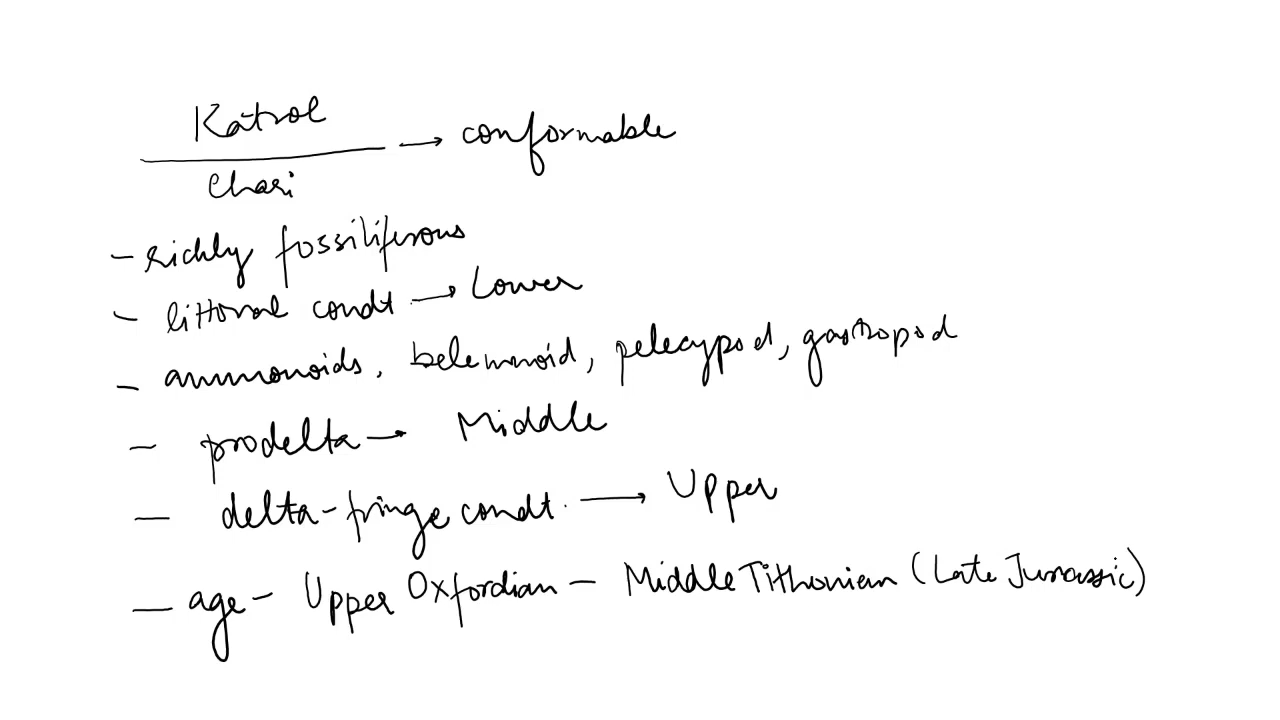 Katrol
→ conformable
Chari
- richly fossiliferous
- littoral condt → Lower
- ammonoids, belemnoid, pelecypod, gastropod
- prodelta → Middle
- delta-fringe condt. → Upper
- age - Upper Oxfordian - Middle Tithonian (Late Jurassic)